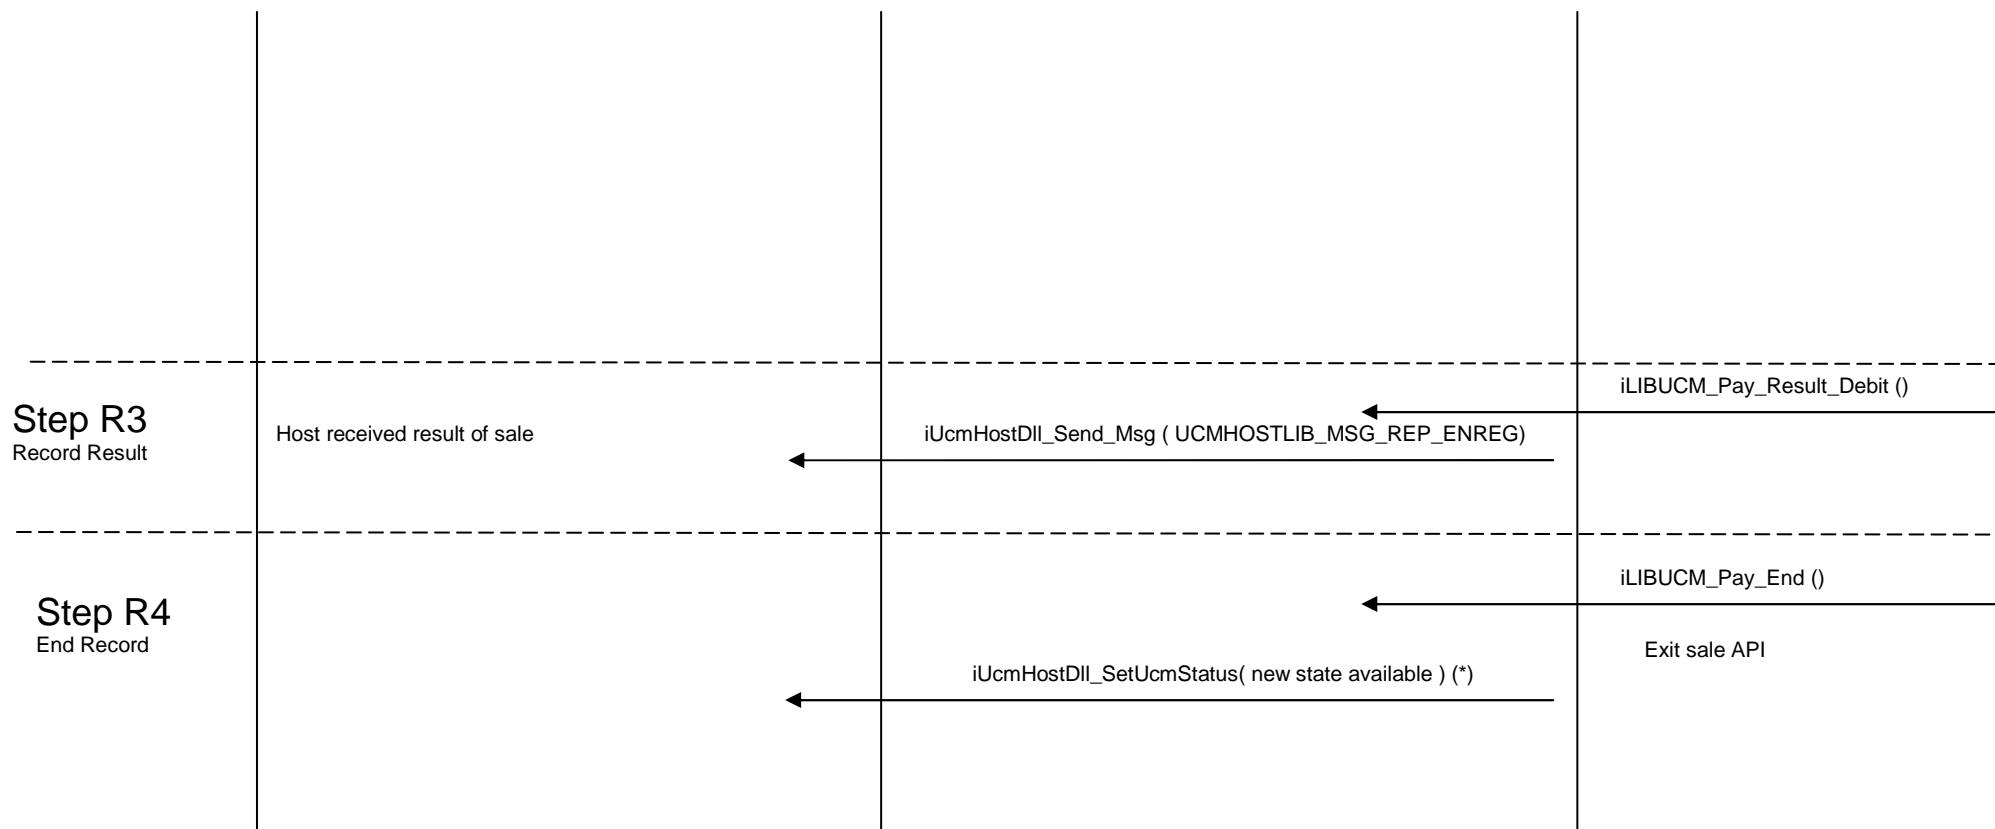 iLIBUCM_Pay_Result_Debit ()
Step R3
Record Result
Host received result of sale
iUcmHostDll_Send_Msg ( UCMHOSTLIB_MSG_REP_ENREG)
iLIBUCM_Pay_End ()
Step R4
End Record
Exit sale API
iUcmHostDll_SetUcmStatus( new state available ) (*)